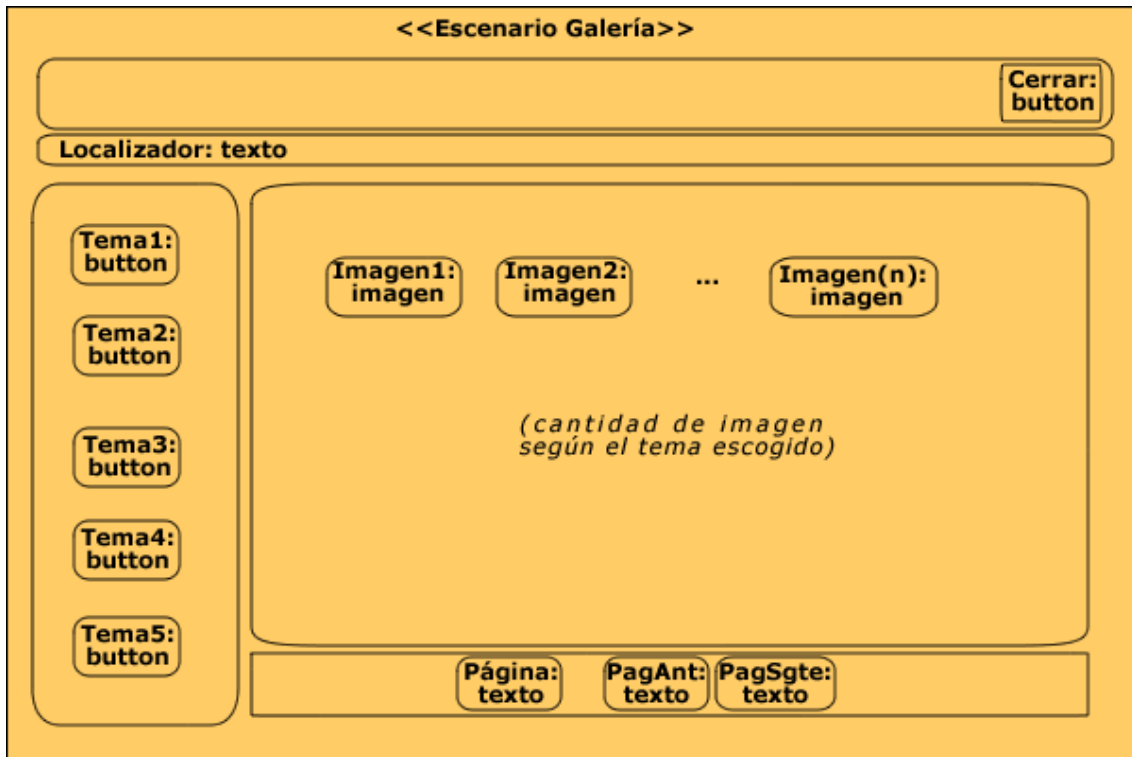 <<Escenario Galería>>
Cerrar:
button
Localizador: texto
Tema1:
button
Tema2:
button
Tema3:
button
Tema4:
button
Tema5:
button
Imagen1:
imagen
Imagen2:
imagen
...
Imagen(n):
imagen
(cantidad de imagen
según el tema escogido)
Página:
texto
PagAnt:
texto
PagSgte:
texto